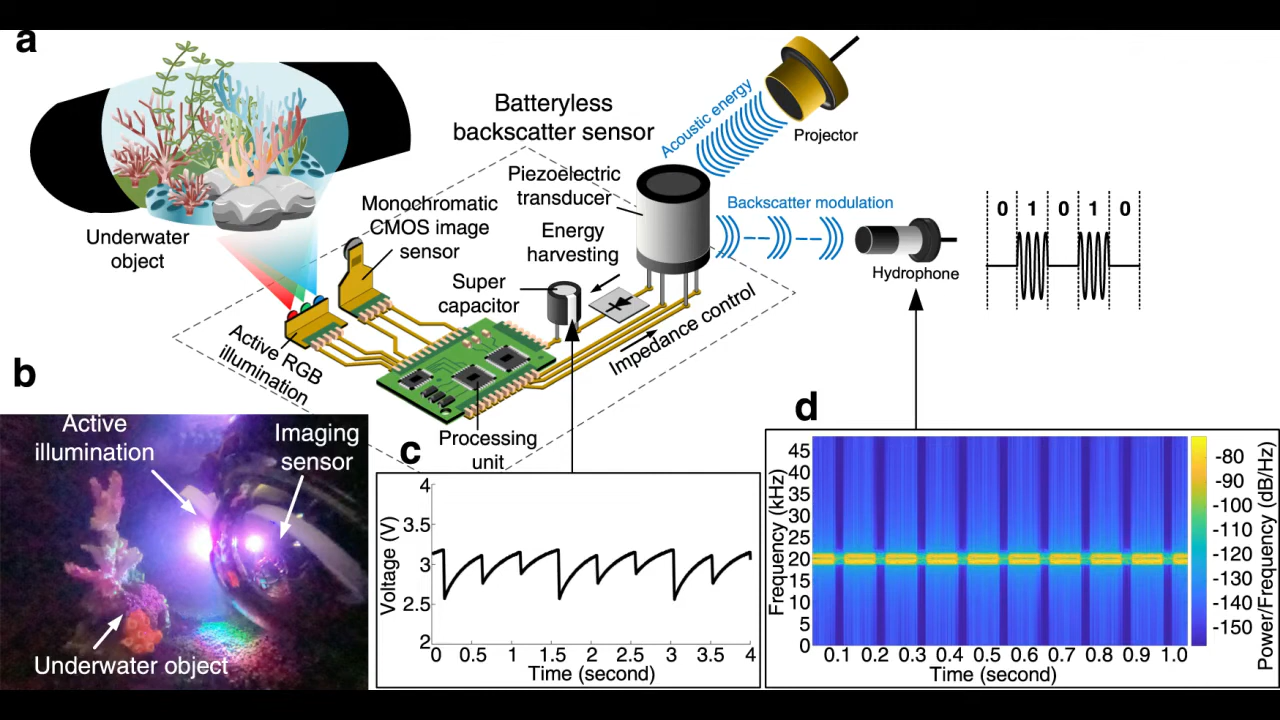 a
Batteryless
backscatter sensor
Acoustic energy
Projector
Piezoelectric
transducer
Backscatter modulation
Monochromatic
CMOS image
sensor
Energy
harvesting
Super
capacitor
Underwater
object
Hydrophone
0 1 0 1 0
Active RGB
illumination
Impedance control
Processing
unit
b
Active
illumination
Imaging
sensor
Underwater object
c
Voltage (V)
4
3.5
3
2.5
2
0 0.5 1 1.5 2 2.5 3 3.5 4
Time (second)
d
Frequency (kHz)
45
40
35
30
25
20
15
10
5
0
0.1 0.2 0.3 0.4 0.5 0.6 0.7 0.8 0.9 1.0
Time (second)
-80
-90
-100
-110
-120
-130
-140
-150
Power/Frequency (dB/Hz)